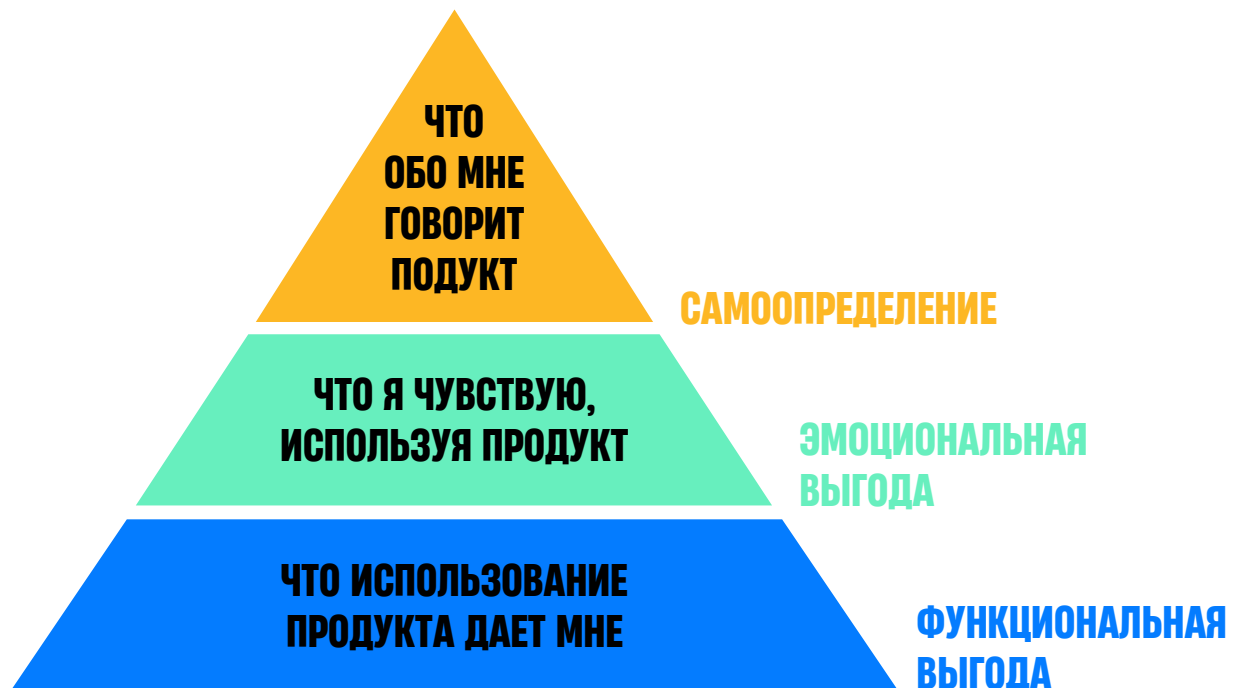 ЧТО
ОБО МНЕ
ГОВОРИТ
ПОДУКТ
САМООПРЕДЕЛЕНИЕ
ЧТО Я ЧУВСТВУЮ,
ИСПОЛЬЗУЯ ПРОДУКТ
ЭМОЦИОНАЛЬНАЯ
ВЫГОДА
ЧТО ИСПОЛЬЗОВАНИЕ
ПРОДУКТА ДАЕТ МНЕ
ФУНКЦИОНАЛЬНАЯ
ВЫГОДА